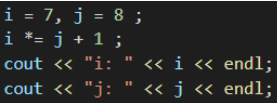 i = 7, j = 8 ;
i *= j + 1 ;
cout << "i: " << i << endl;
cout << "j: " << j << endl;